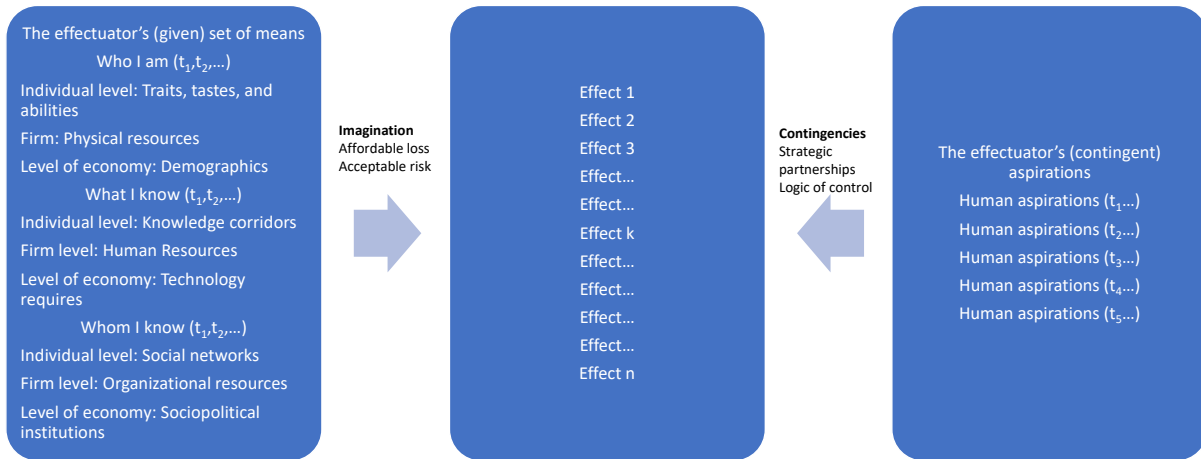 The effectuator's (given) set of means
Who I am (t₁,t₂,...)
Individual level: Traits, tastes, and
abilities
Firm: Physical resources
Level of economy: Demographics
What I know (t₁,t₂,...)
Individual level: Knowledge corridors
Firm level: Human Resources
Level of economy: Technology
requires
Whom I know (t₁,t₂,...)
Individual level: Social networks
Firm level: Organizational resources
Level of economy: Sociopolitical
institutions
Imagination
Affordable loss
Acceptable risk
Effect 1
Effect 2
Effect 3
Effect...
Effect...
Effect k
Effect...
Effect...
Effect...
Effect...
Effect n
Contingencies
Strategic
partnerships
Logic of control
The effectuator's (contingent)
aspirations
Human aspirations (t₁...)
Human aspirations (t₂...)
Human aspirations (t₃...)
Human aspirations (t₄...)
Human aspirations (t₅...)